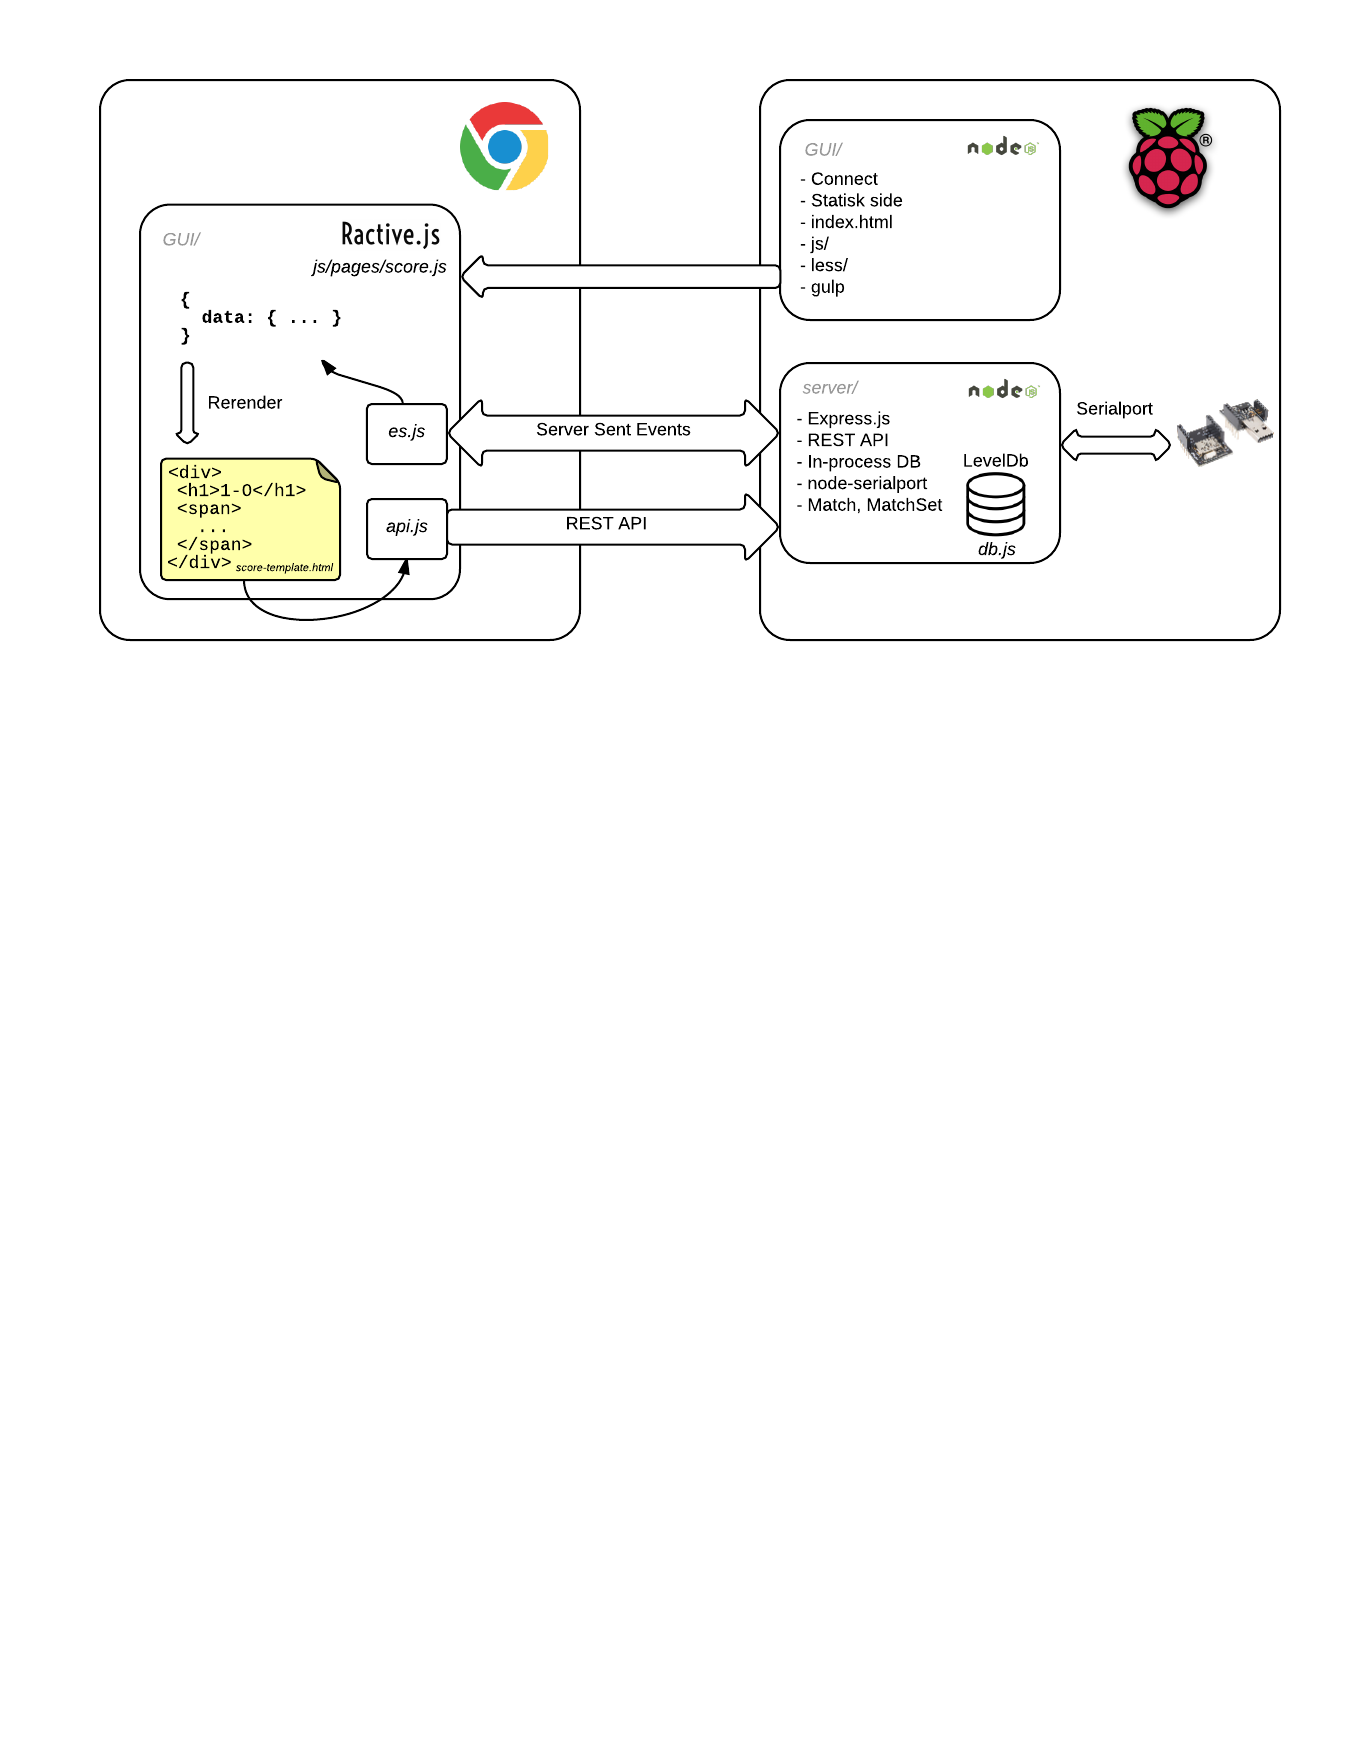 GUI/
Ractive.js
js/pages/score.js
{
data: { ... }
}
Rerender
es.js
<div>
<h1>1-0</h1>
<span>
...
</span>
</div>
score-template.html
api.js
Server Sent Events
REST API
GUI/
node js
- Connect
- Statisk side
- index.html
- js/
- less/
- gulp
®
server/
node js
- Express.js
- REST API
- In-process DB
- node-serialport
- Match, MatchSet
LevelDb
db.js
Serialport